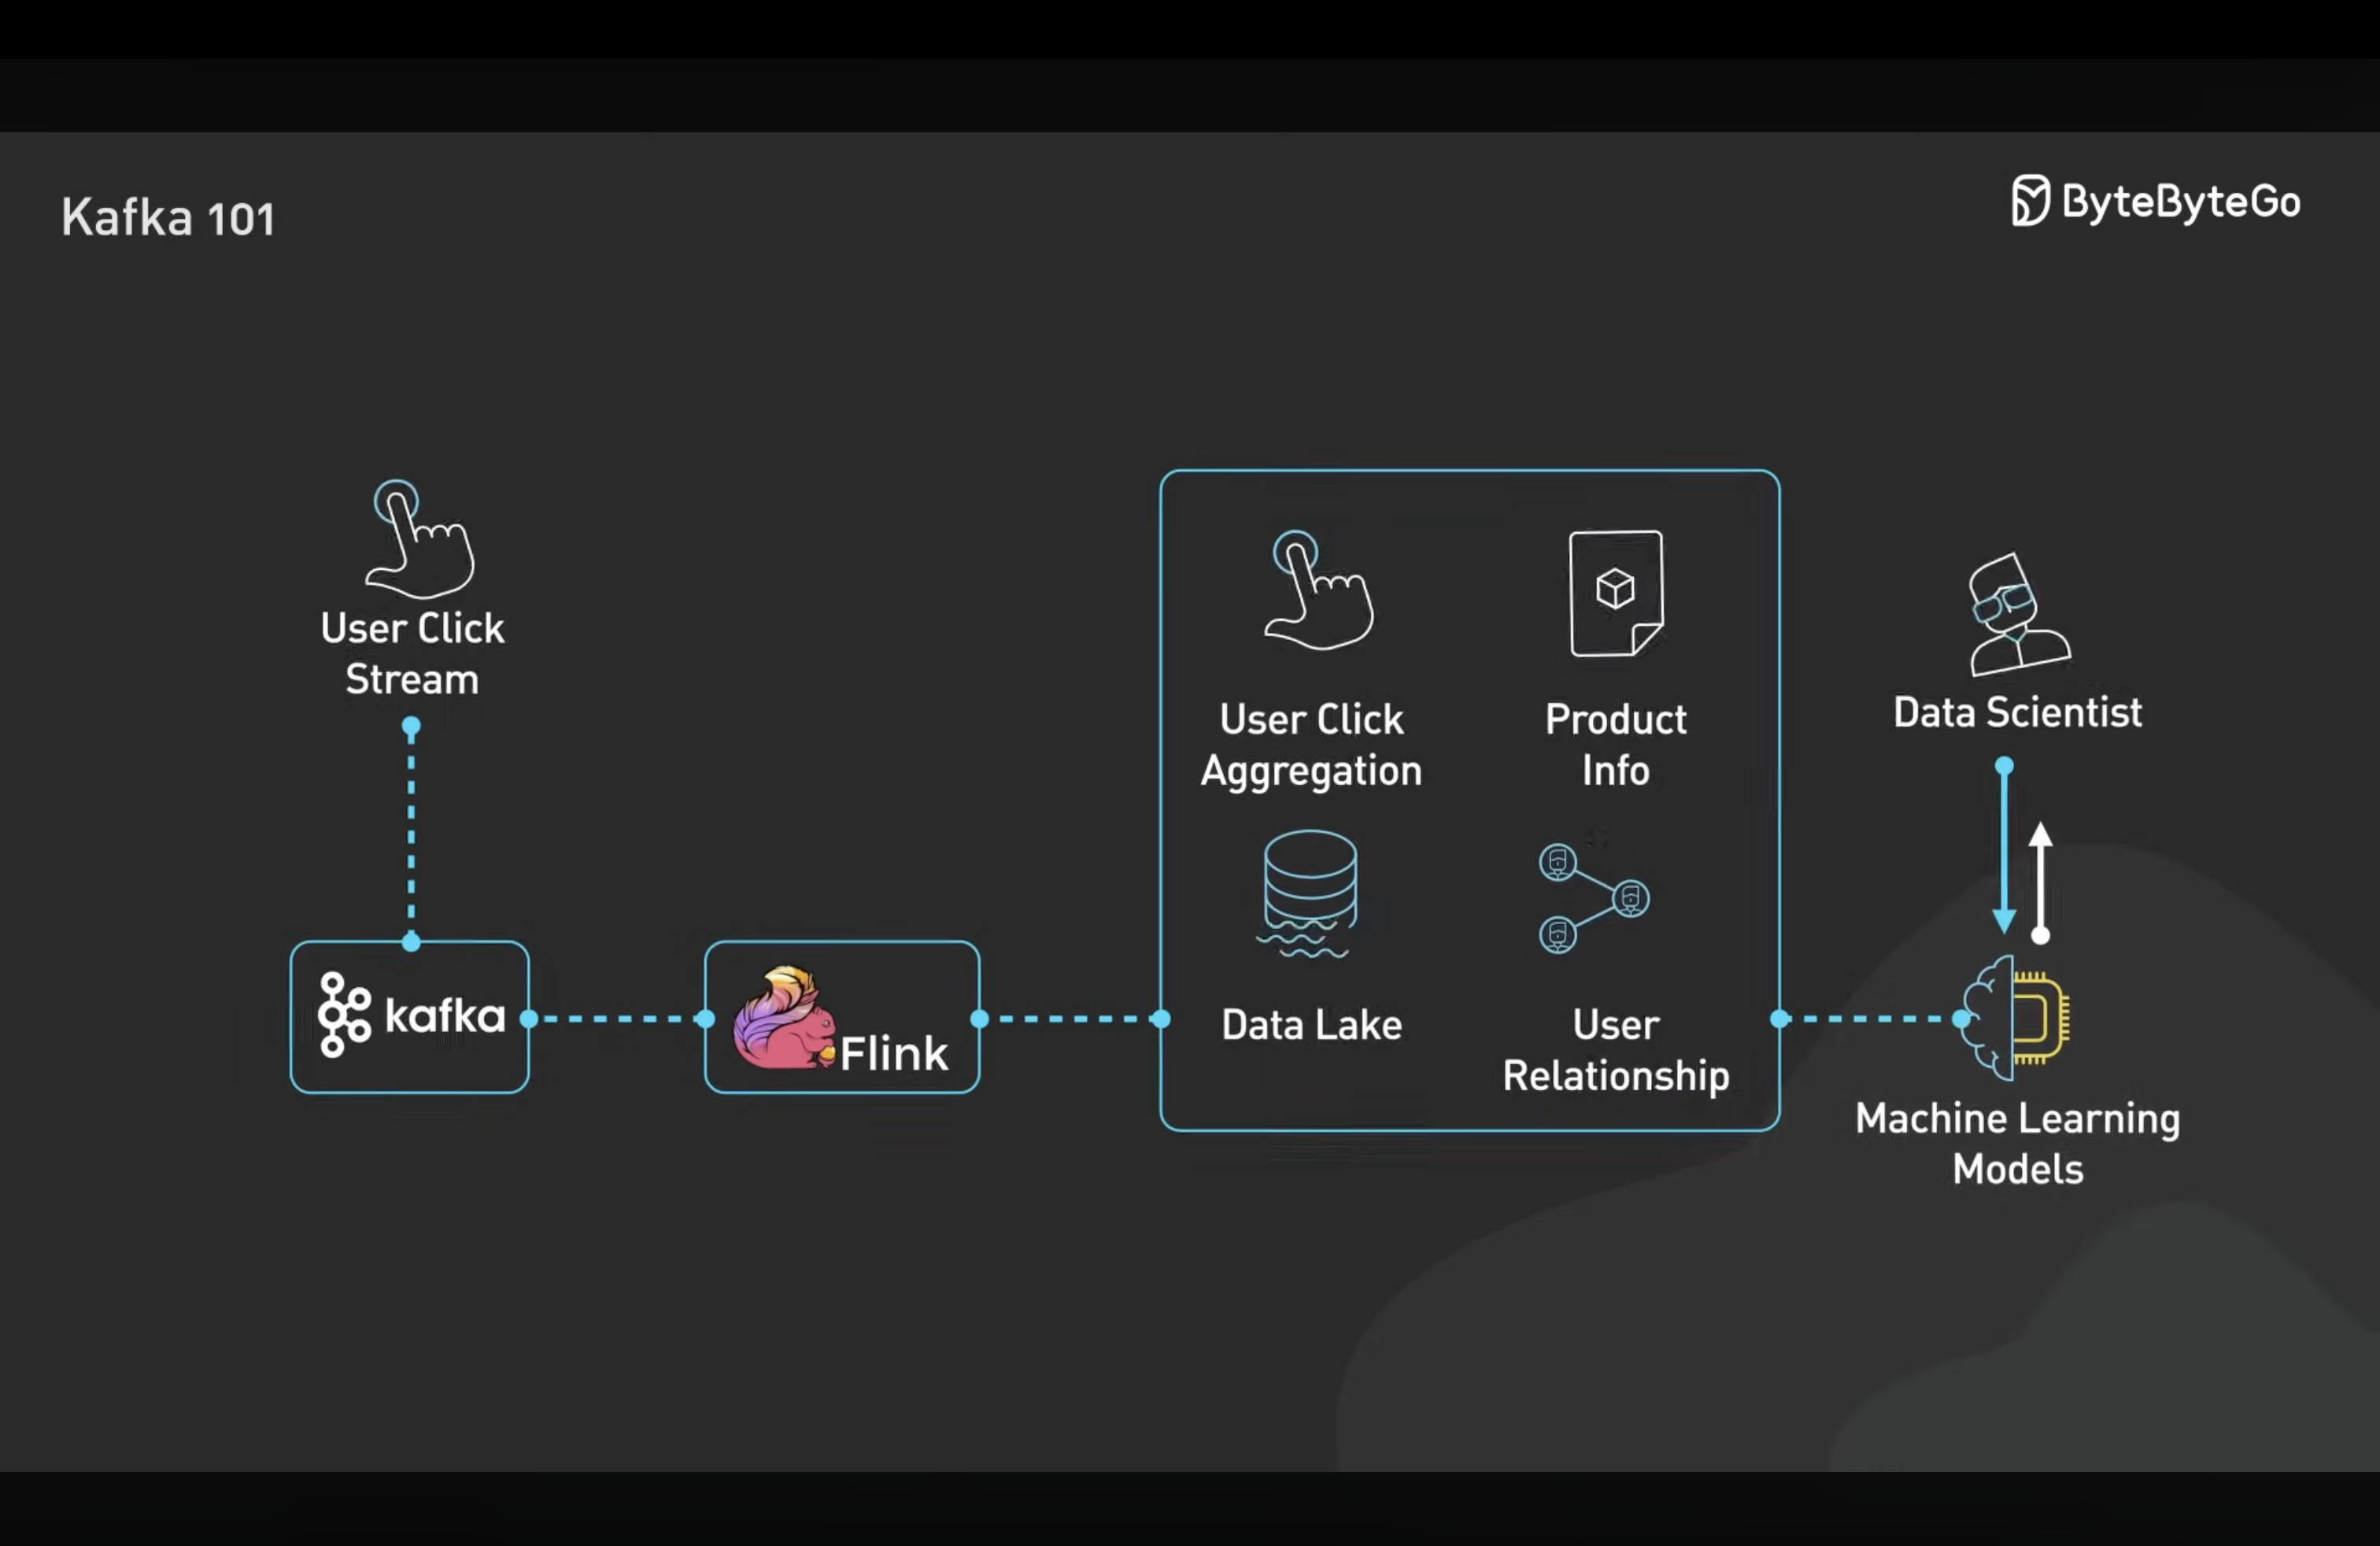 Kafka 101
ByteByteGo
User Click
Stream
kafka
Flink
User Click
Aggregation
Product
Info
Data Lake
User
Relationship
Data Scientist
Machine Learning
Models